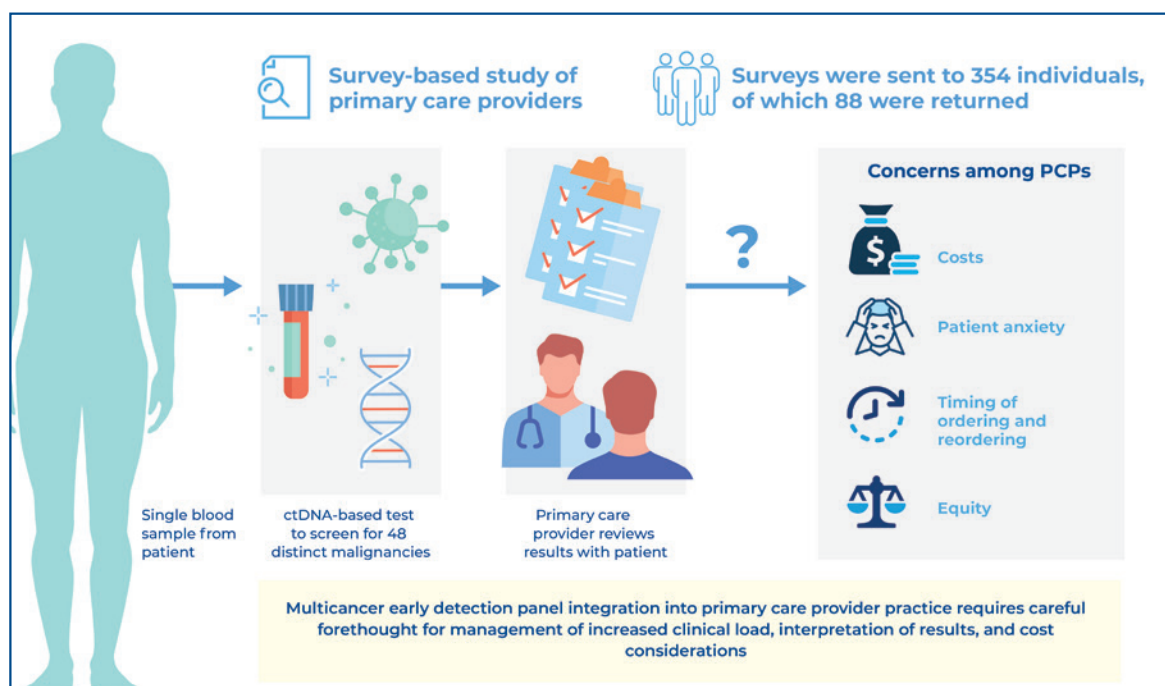 Survey-based study of
primary care providers
Surveys were sent to 354 individuals,
of which 88 were returned
Single blood
sample from
patient
ctDNA-based test
to screen for 48
distinct malignancies
Primary care
provider reviews
results with patient
?
Concerns among PCPs
$
Costs
Patient anxiety
Timing of
ordering and
reordering
Equity
Multicancer early detection panel integration into primary care provider practice requires careful
forethought for management of increased clinical load, interpretation of results, and cost
considerations